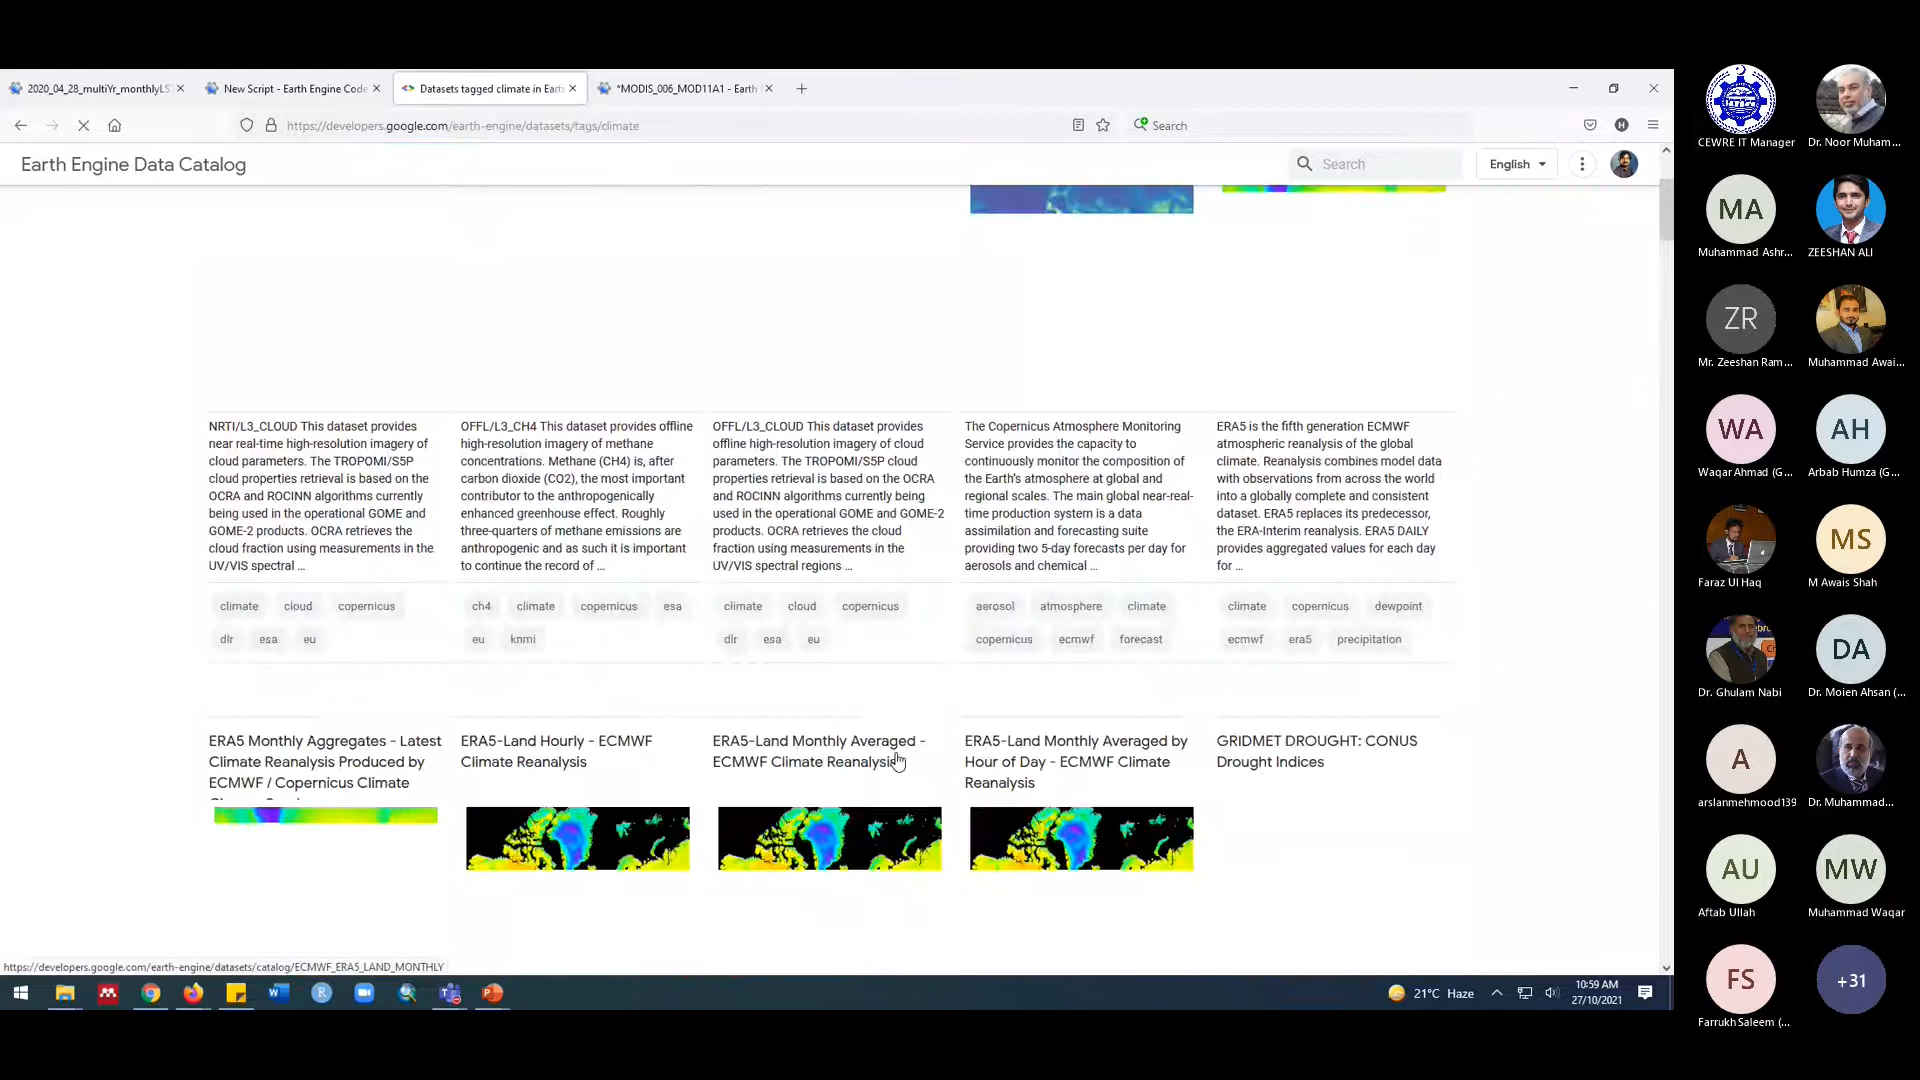 2020_04_28_multiYr_monthlyLS
New Script - Earth Engine Code
Datasets tagged climate in Eart
*MODIS_006_MOD11A1 - Earth
https://developers.google.com/earth-engine/datasets/tags/climate
Search
H
Earth Engine Data Catalog
Search
English
NRTI/L3_CLOUD This dataset provides
near real-time high-resolution imagery of
cloud parameters. The TROPOMI/S5P
cloud properties retrieval is based on the
OCRA and ROCINN algorithms currently
being used in the operational GOME and
GOME-2 products. OCRA retrieves the
cloud fraction using measurements in the
UV/VIS spectral ...
OFFL/L3_CH4 This dataset provides offline
high-resolution imagery of methane
concentrations. Methane (CH4) is, after
carbon dioxide (CO2), the most important
contributor to the anthropogenically
enhanced greenhouse effect. Roughly
three-quarters of methane emissions are
anthropogenic and as such it is important
to continue the record of ...
OFFL/L3_CLOUD This dataset provides
offline high-resolution imagery of cloud
parameters. The TROPOMI/S5P cloud
properties retrieval is based on the OCRA
and ROCINN algorithms currently being
used in the operational GOME and GOME-2
products. OCRA retrieves the cloud
fraction using measurements in the
UV/VIS spectral regions ...
The Copernicus Atmosphere Monitoring
Service provides the capacity to
continuously monitor the composition of
the Earth's atmosphere at global and
regional scales. The main global near-real-
time production system is a data
assimilation and forecasting suite
providing two 5-day forecasts per day for
aerosols and chemical ...
ERA5 is the fifth generation ECMWF
atmospheric reanalysis of the global
climate. Reanalysis combines model data
with observations from across the world
into a globally complete and consistent
dataset. ERA5 replaces its predecessor,
the ERA-Interim reanalysis. ERA5 DAILY
provides aggregated values for each day
for ...
climate cloud copernicus
dlr esa eu
ch4 climate copernicus esa
eu knmi
climate cloud copernicus
dlr esa eu
aerosol atmosphere climate
copernicus ecmwf forecast
climate copernicus dewpoint
ecmwf era5 precipitation
ERA5 Monthly Aggregates - Latest
Climate Reanalysis Produced by
ECMWF / Copernicus Climate
ERA5-Land Hourly - ECMWF
Climate Reanalysis
ERA5-Land Monthly Averaged -
ECMWF Climate Reanalysis
ERA5-Land Monthly Averaged by
Hour of Day - ECMWF Climate
Reanalysis
GRIDMET DROUGHT: CONUS
Drought Indices
https://developers.google.com/earth-engine/datasets/catalog/ECMWF_ERA5_LAND_MONTHLY
21°C Haze
10:59 AM
27/10/2021
CEWRE IT Manager
Dr. Noor Muham...
MA
Muhammad Ashr...
ZEESHAN ALI
ZR
Mr. Zeeshan Ram...
Muhammad Awai...
WA
Waqar Ahmad (G...
AH
Arbab Humza (G...
Faraz Ul Haq
MS
M Awais Shah
Dr. Ghulam Nabi
DA
Dr. Moien Ahsan (...
A
arslanmehmood139
Dr. Muhammad...
AU
Aftab Ullah
MW
Muhammad Waqar
FS
Farrukh Saleem (...
+31